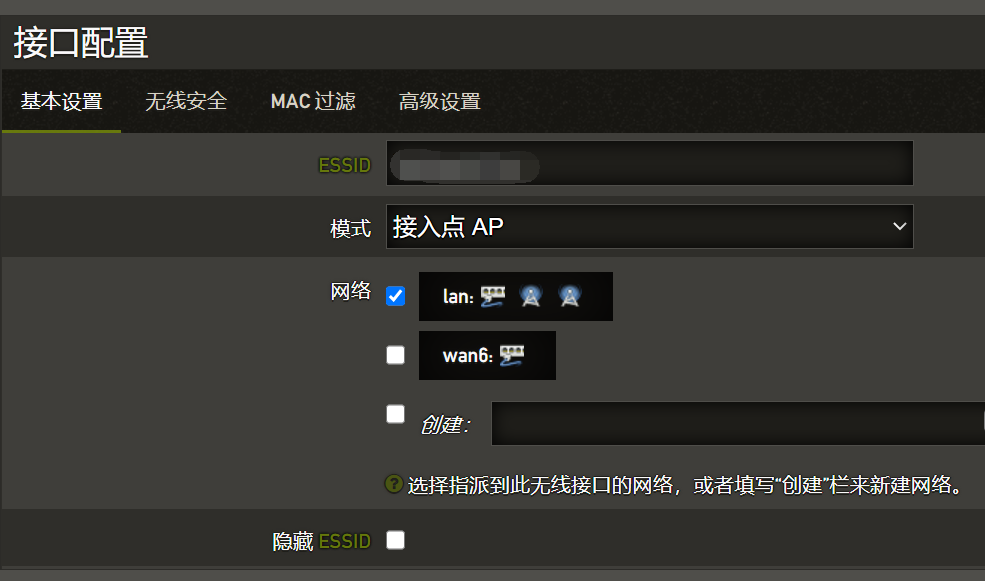 接口配置
基本设置 无线安全 MAC 过滤 高级设置
ESSID
模式 接入点 AP
网络 lan:
wan6:
创建：
? 选择指派到此无线接口的网络，或者填写“创建”栏来新建网络。
隐藏 ESSID